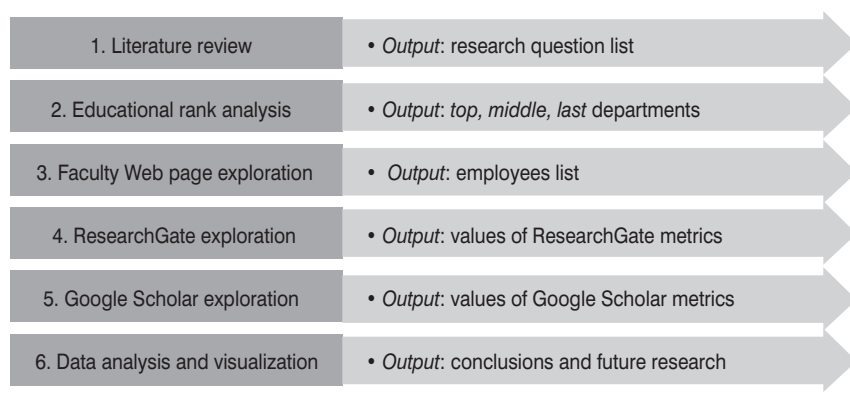 1. Literature review
• Output: research question list
2. Educational rank analysis
• Output: top, middle, last departments
3. Faculty Web page exploration
• Output: employees list
4. ResearchGate exploration
• Output: values of ResearchGate metrics
5. Google Scholar exploration
• Output: values of Google Scholar metrics
6. Data analysis and visualization
• Output: conclusions and future research